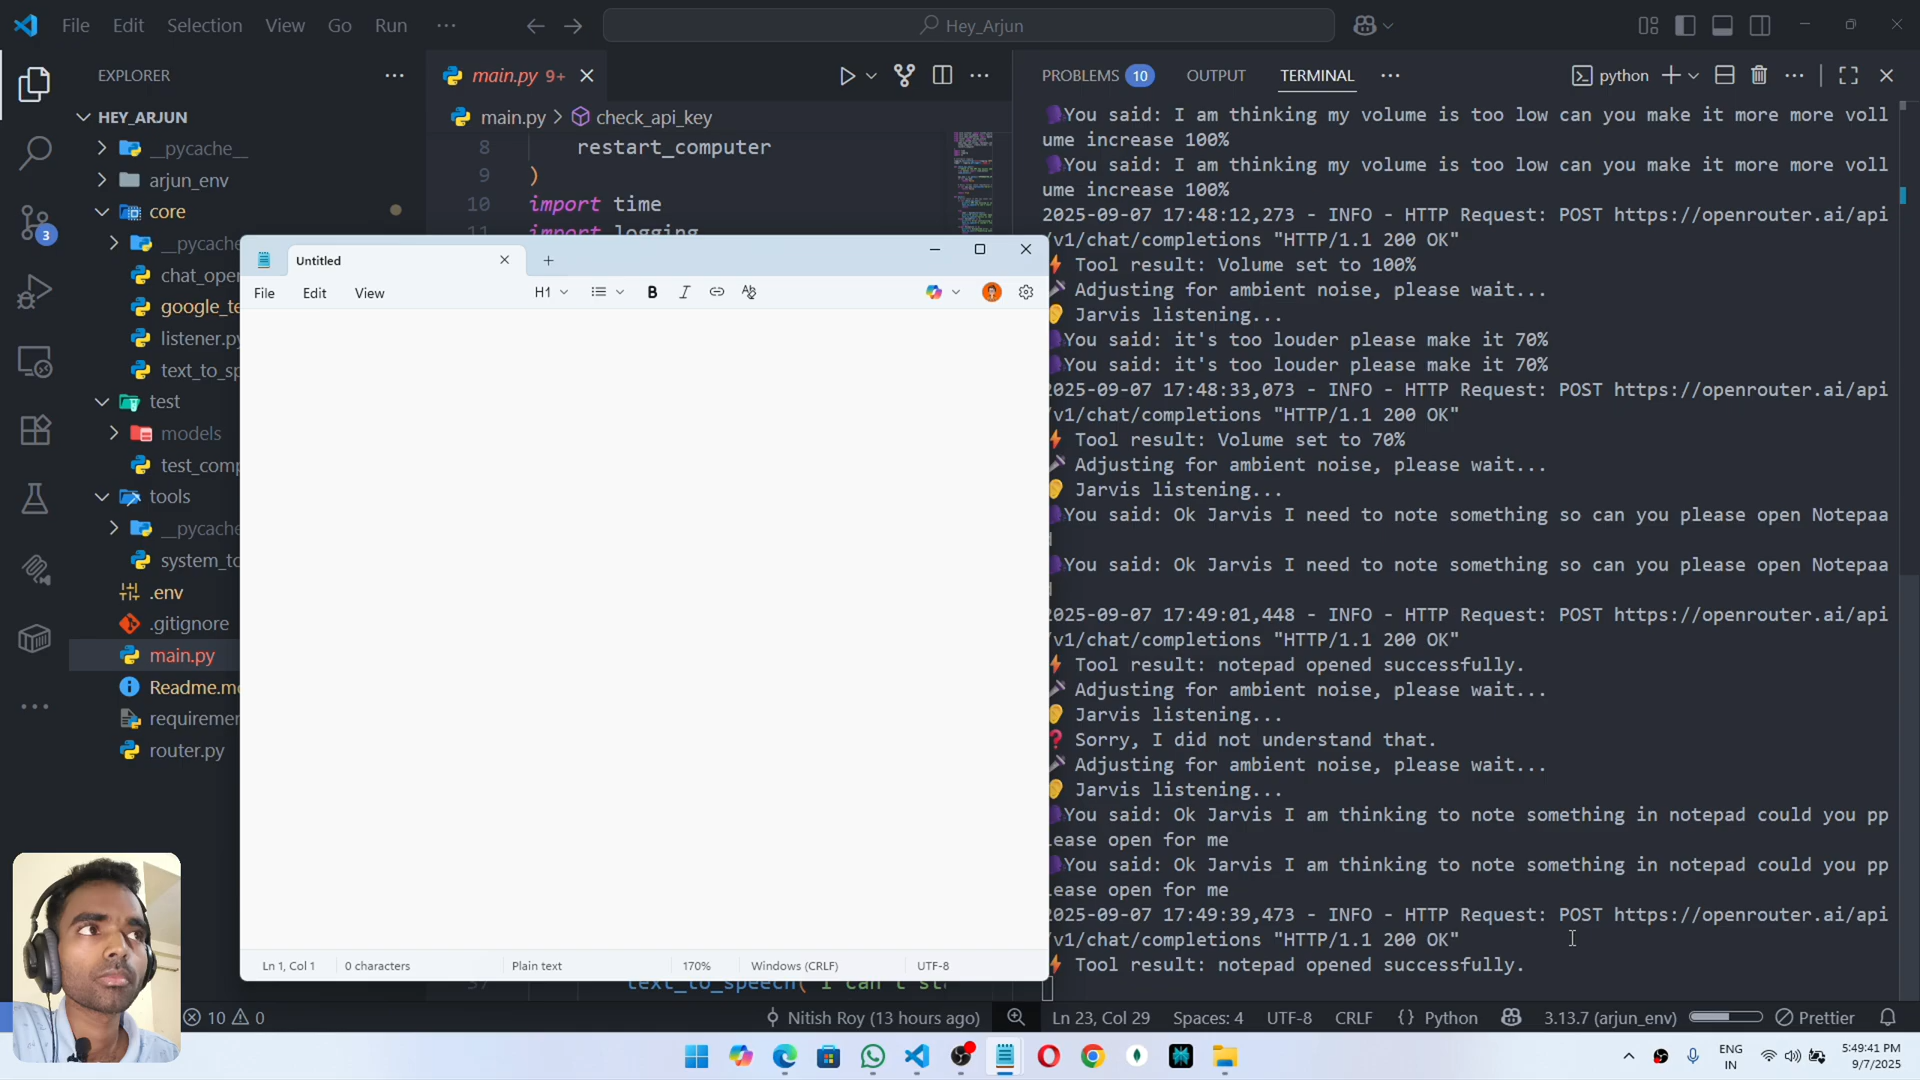 File Edit Selection View Go Run ...
Hey_Arjun
EXPLORER
HEY_ARJUN
__pycache__
arjun_env
core
__pycache
chat_ope
google_te
listener.py
text_to_sp
test
models
test_comp
tools
__pycache
system_to
.env
.gitignore
main.py
Readme.m
requiremer
router.py
3
main.py 9+
main.py > check_api_key
8 restart_computer
9 )
10 import time
11 import logging
Untitled
File Edit View
H1
Ln 1, Col 1
0 characters
Plain text
170%
Windows (CRLF)
UTF-8
PROBLEMS 10 OUTPUT TERMINAL ...
python
You said: I am thinking my volume is too low can you make it more more voll
ume increase 100%
You said: I am thinking my volume is too low can you make it more more voll
ume increase 100%
2025-09-07 17:48:12,273 - INFO - HTTP Request: POST https://openrouter.ai/api
/v1/chat/completions "HTTP/1.1 200 OK"
Tool result: Volume set to 100%
Adjusting for ambient noise, please wait...
Jarvis listening...
You said: it's too louder please make it 70%
You said: it's too louder please make it 70%
2025-09-07 17:48:33,073 - INFO - HTTP Request: POST https://openrouter.ai/api
/v1/chat/completions "HTTP/1.1 200 OK"
Tool result: Volume set to 70%
Adjusting for ambient noise, please wait...
Jarvis listening...
You said: Ok Jarvis I need to note something so can you please open Notepaa
d
You said: Ok Jarvis I need to note something so can you please open Notepaa
d
2025-09-07 17:49:01,448 - INFO - HTTP Request: POST https://openrouter.ai/api
/v1/chat/completions "HTTP/1.1 200 OK"
Tool result: notepad opened successfully.
Adjusting for ambient noise, please wait...
Jarvis listening...
Sorry, I did not understand that.
Adjusting for ambient noise, please wait...
Jarvis listening...
You said: Ok Jarvis I am thinking to note something in notepad could you pp
lease open for me
You said: Ok Jarvis I am thinking to note something in notepad could you pp
lease open for me
2025-09-07 17:49:39,473 - INFO - HTTP Request: POST https://openrouter.ai/api
/v1/chat/completions "HTTP/1.1 200 OK"
Tool result: notepad opened successfully.
10 0
Nitish Roy (13 hours ago)
Ln 23, Col 29
Spaces: 4
UTF-8
CRLF
{} Python
3.13.7 (arjun_env)
Prettier
ENG
IN
5:49:41 PM
9/7/2025